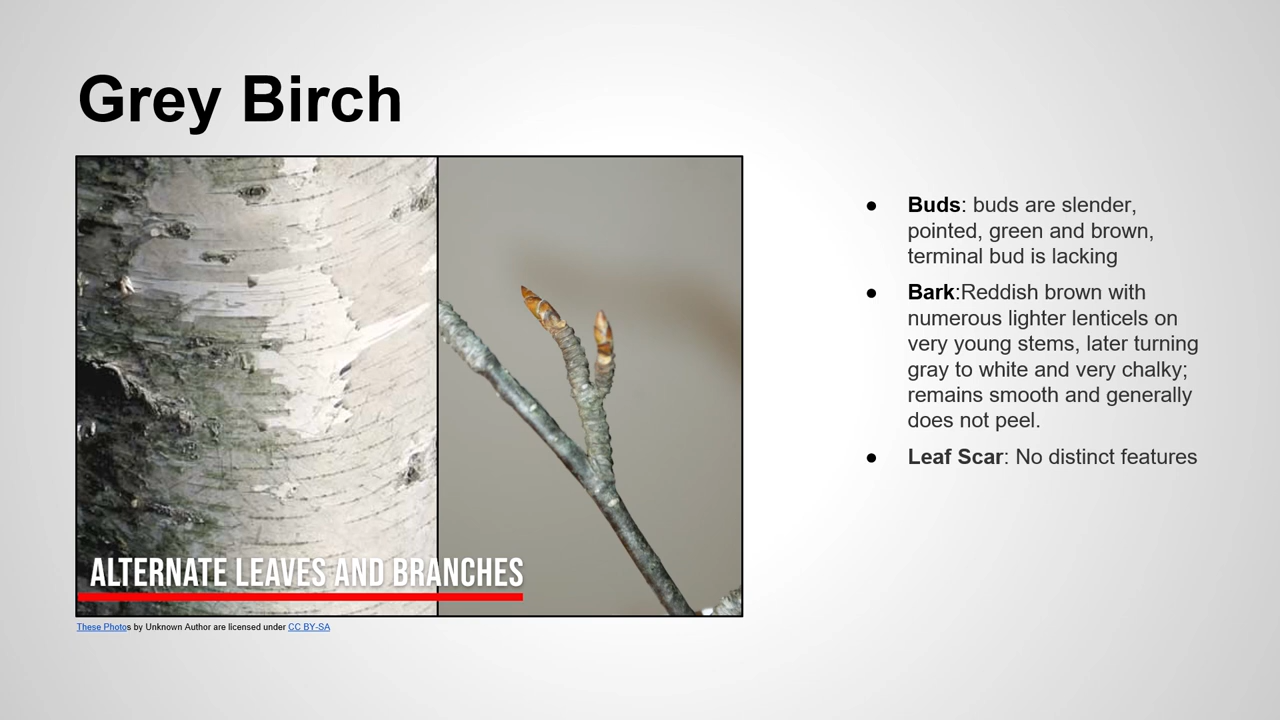 Grey Birch
ALTERNATE LEAVES AND BRANCHES
These Photos by Unknown Author are licensed under CC BY-SA
● Buds: buds are slender,
pointed, green and brown,
terminal bud is lacking
● Bark:Reddish brown with
numerous lighter lenticels on
very young stems, later turning
gray to white and very chalky;
remains smooth and generally
does not peel.
● Leaf Scar: No distinct features